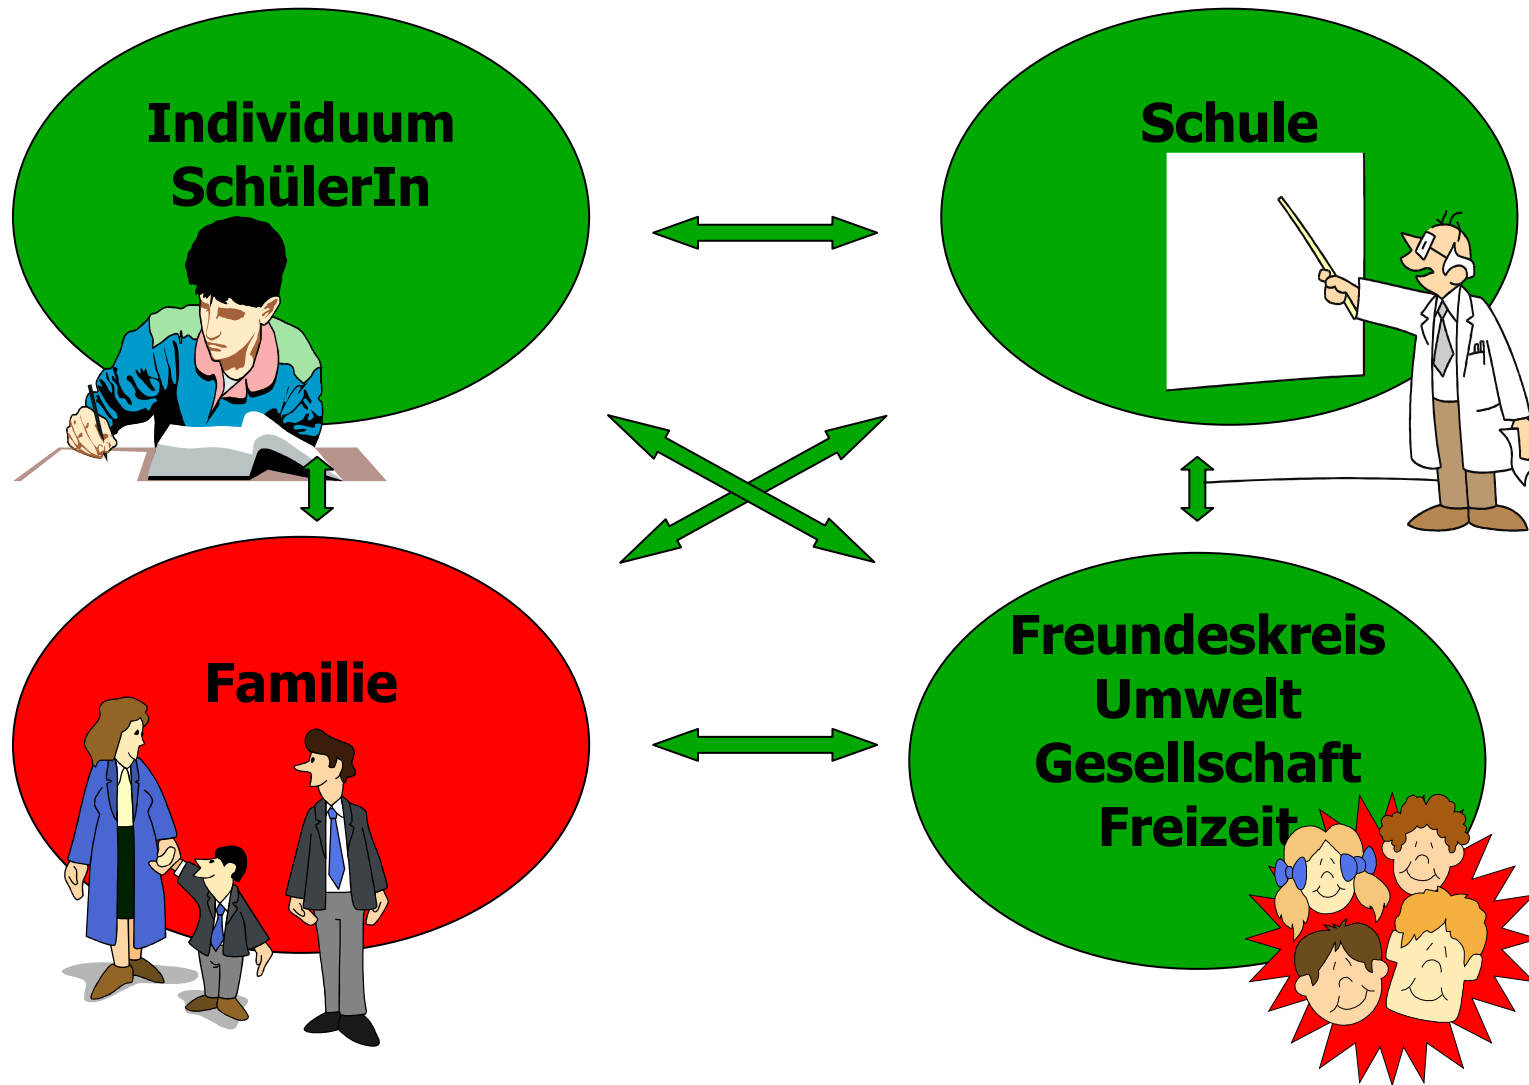 Individuum
SchülerIn
Schule
Familie
Freundeskreis
Umwelt
Gesellschaft
Freizeit